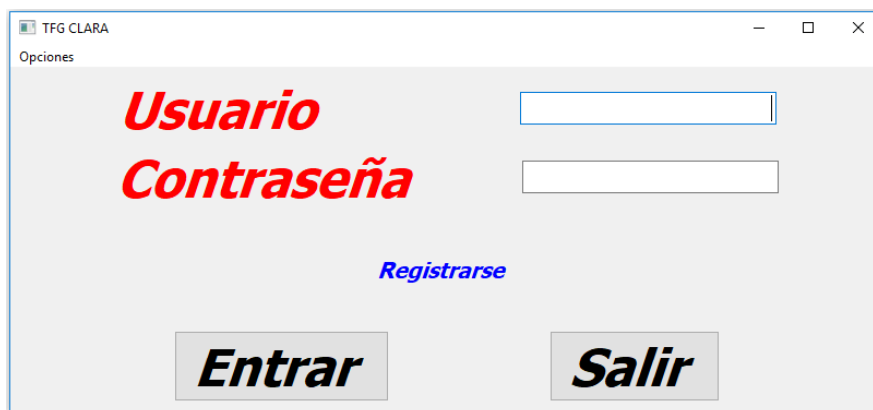 TFG CLARA
Opciones
Usuario
Contraseña
Registrarse
Entrar Salir